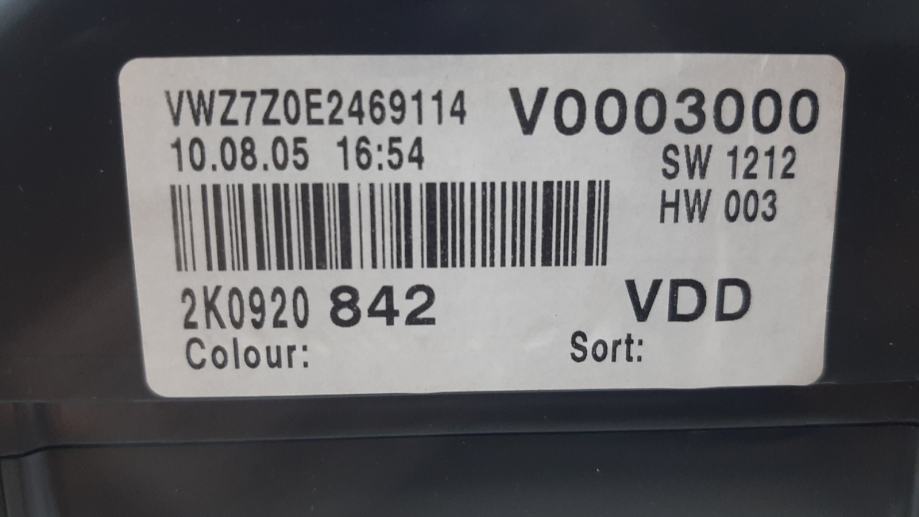 VWZ7Z0E2469114 V0003000
10.08.05 16:54 SW 1212
HW 003
2K0920 842 VDD
Colour: Sort: